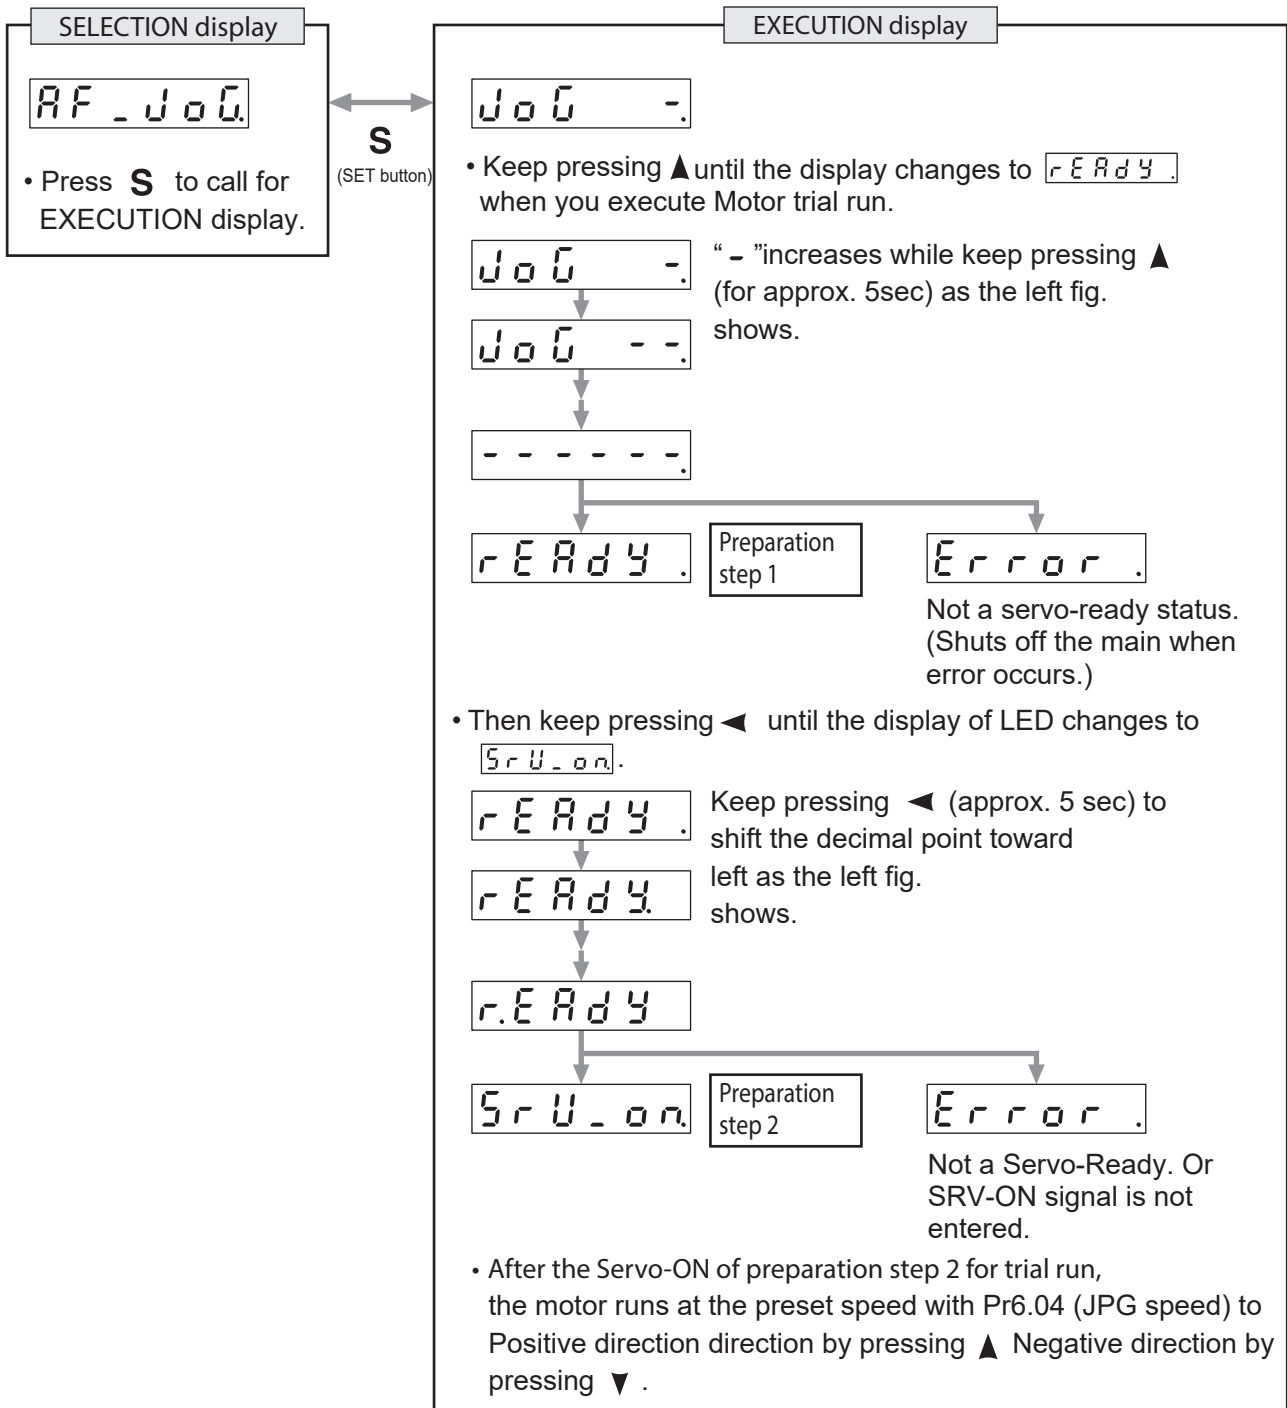 SELECTION display
AF_JoG.
• Press S to call for
EXECUTION display.
S
(SET button)
EXECUTION display
JoG -.
• Keep pressing ▲ until the display changes to rEAdY .
when you execute Motor trial run.
JoG -.
“ - ”increases while keep pressing ▲
(for approx. 5sec) as the left fig.
shows.
JoG - -.
- - - - - -.
rEAdY .
Preparation
step 1
Error .
Not a servo-ready status.
(Shuts off the main when
error occurs.)
• Then keep pressing ◀ until the display of LED changes to
SrU_on. .
rEAdY .
Keep pressing ◀ (approx. 5 sec) to
shift the decimal point toward
left as the left fig.
shows.
rEAdY.
r.EAdY
SrU_on.
Preparation
step 2
Error .
Not a Servo-Ready. Or
SRV-ON signal is not
entered.
• After the Servo-ON of preparation step 2 for trial run,
the motor runs at the preset speed with Pr6.04 (JPG speed) to
Positive direction direction by pressing ▲ Negative direction by
pressing ▼ .